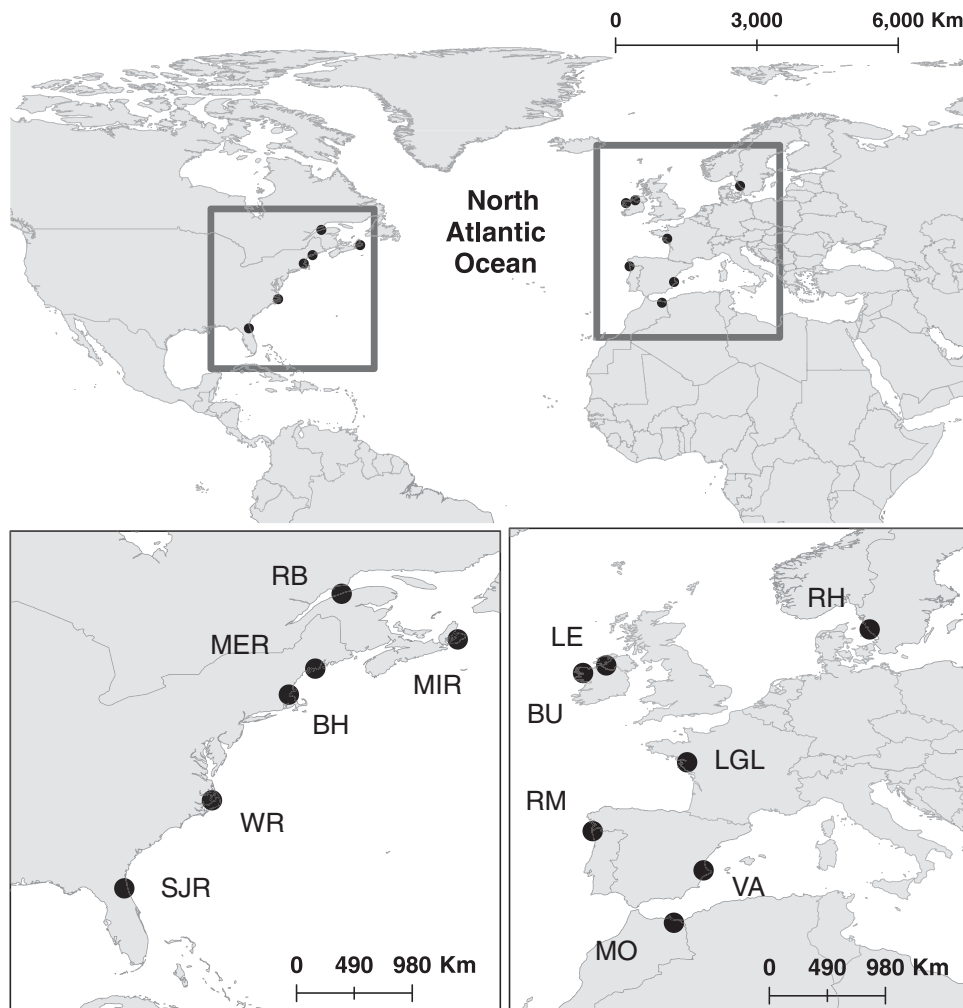 0 3,000 6,000 Km
North
Atlantic
Ocean
RB
MER
MIR
BH
WR
SJR
0 490 980 Km
RH
LE
BU
LGL
RM
VA
MO
0 490 980 Km